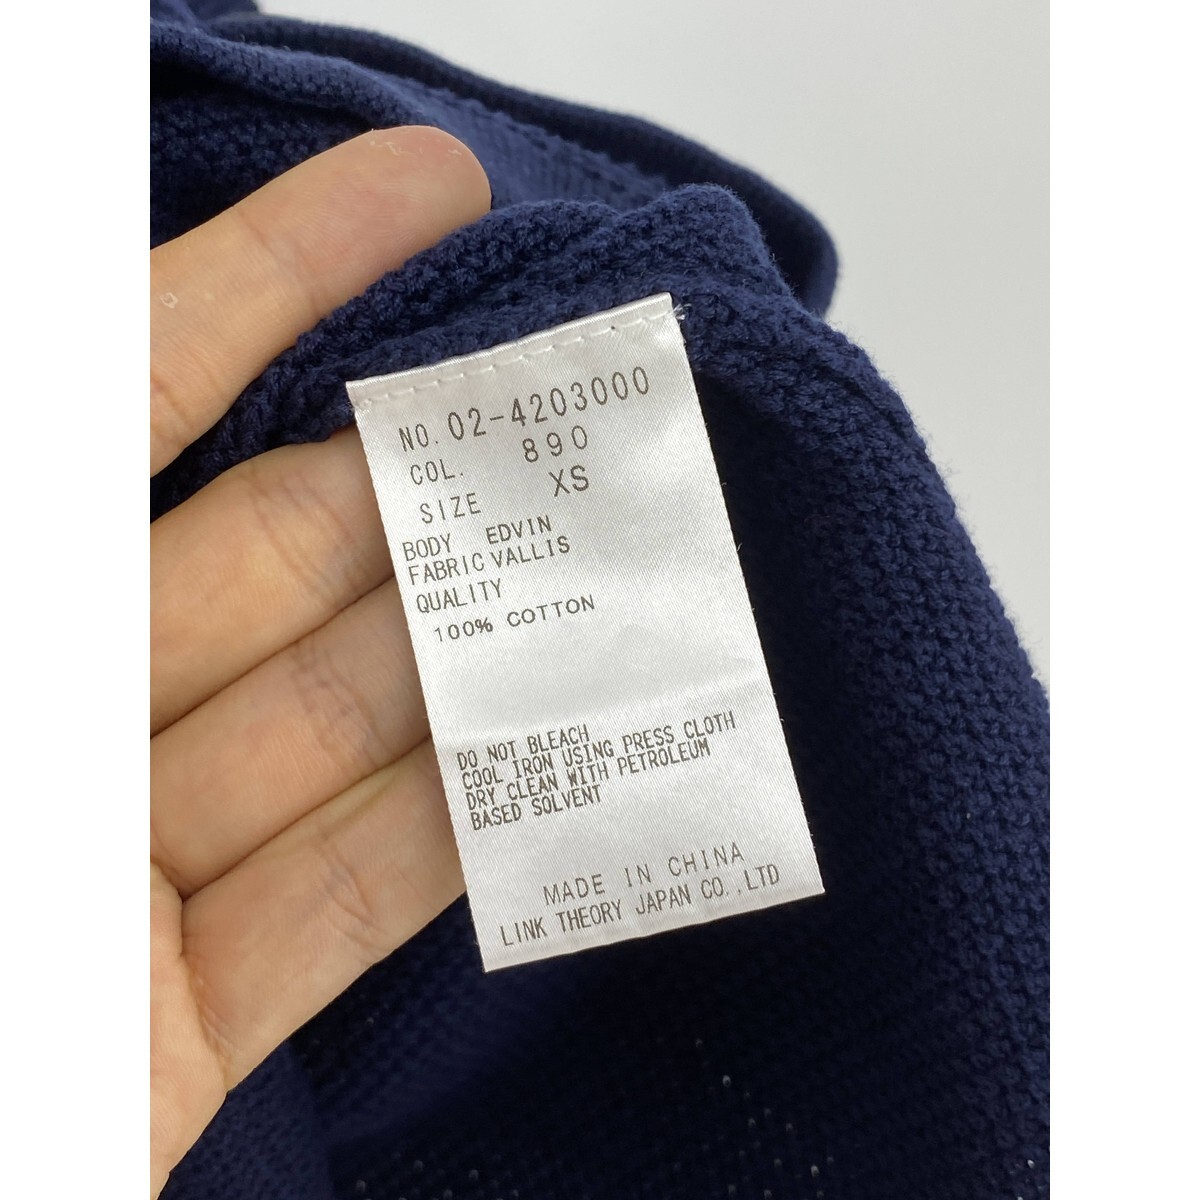 NO. 02-4203000
COL. 890
SIZE XS
BODY EDVIN
FABRIC VALLIS
QUALITY
100% COTTON
DO NOT BLEACH
COOL IRON USING PRESS CLOTH
DRY CLEAN WITH PETROLEUM
BASED SOLVENT
MADE IN CHINA
LINK THEORY JAPAN CO.,LTD